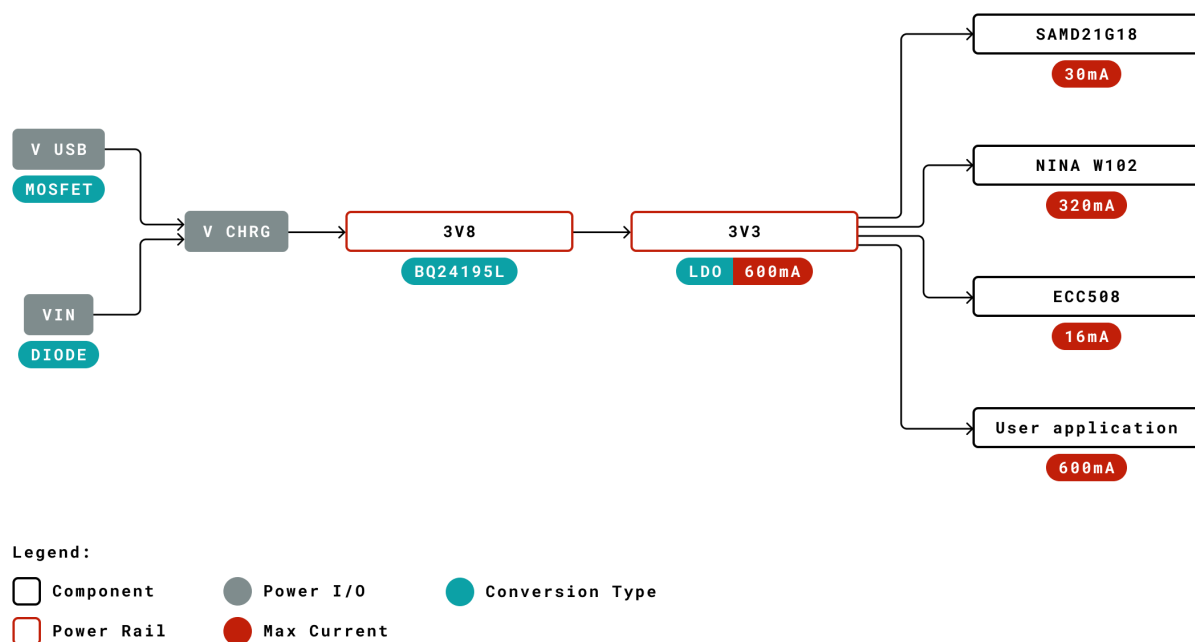 SAMD21G18
30mA
V USB
MOSFET
NINA W102
320mA
V CHRG
3V8
3V3
BQ24195L
LDO 600mA
VIN
DIODE
ECC508
16mA
User application
600mA
Legend:
Component
Power I/O
Conversion Type
Power Rail
Max Current